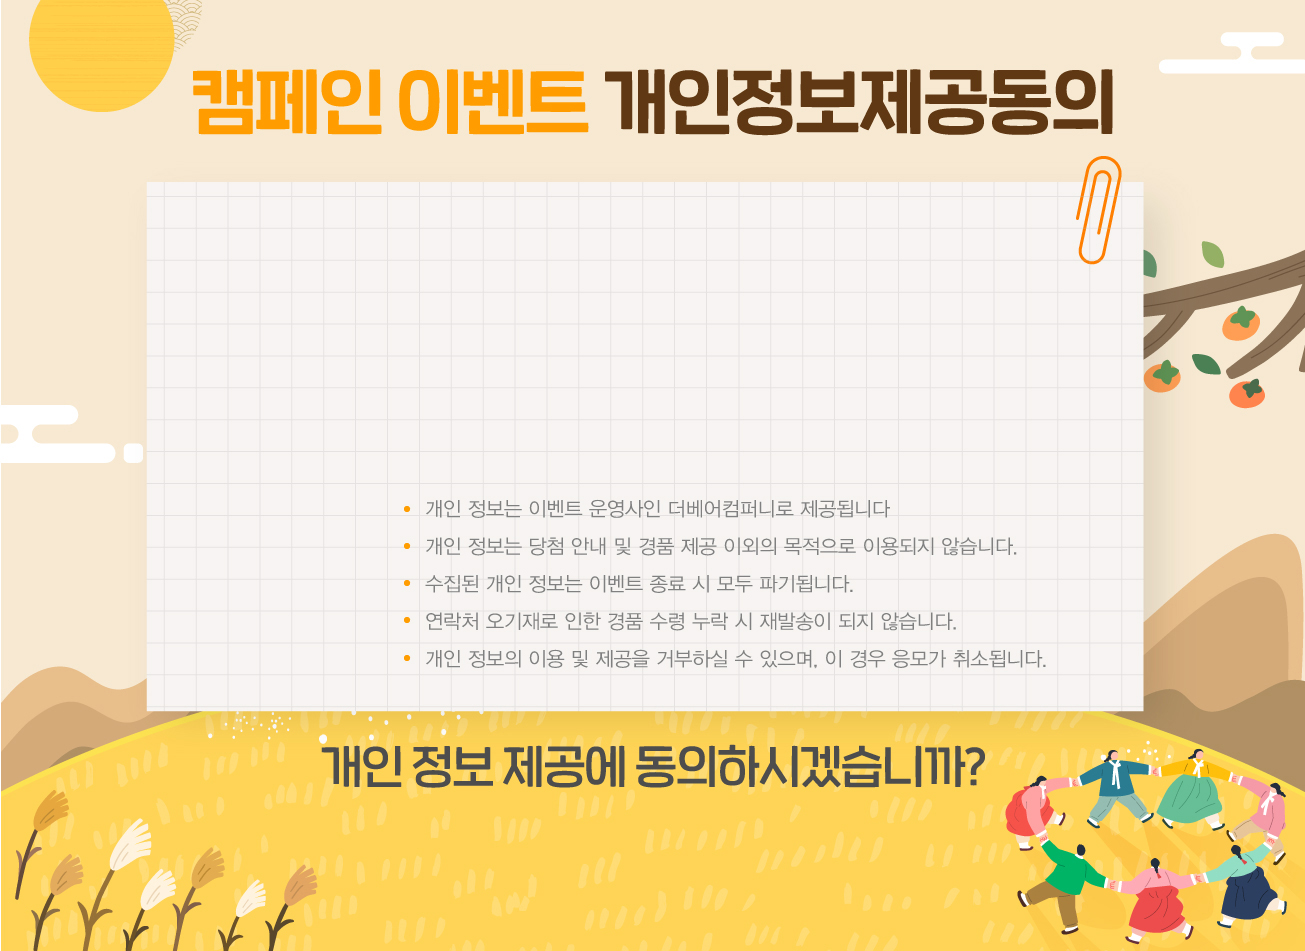 캠페인 이벤트 개인정보제공동의
• 개인 정보는 이벤트 운영사인 더베어컴퍼니로 제공됩니다
• 개인 정보는 당첨 안내 및 경품 제공 이외의 목적으로 이용되지 않습니다.
• 수집된 개인 정보는 이벤트 종료 시 모두 파기됩니다.
• 연락처 오기재로 인한 경품 수령 누락 시 재발송이 되지 않습니다.
• 개인 정보의 이용 및 제공을 거부하실 수 있으며, 이 경우 응모가 취소됩니다.
개인 정보 제공에 동의하시겠습니까?